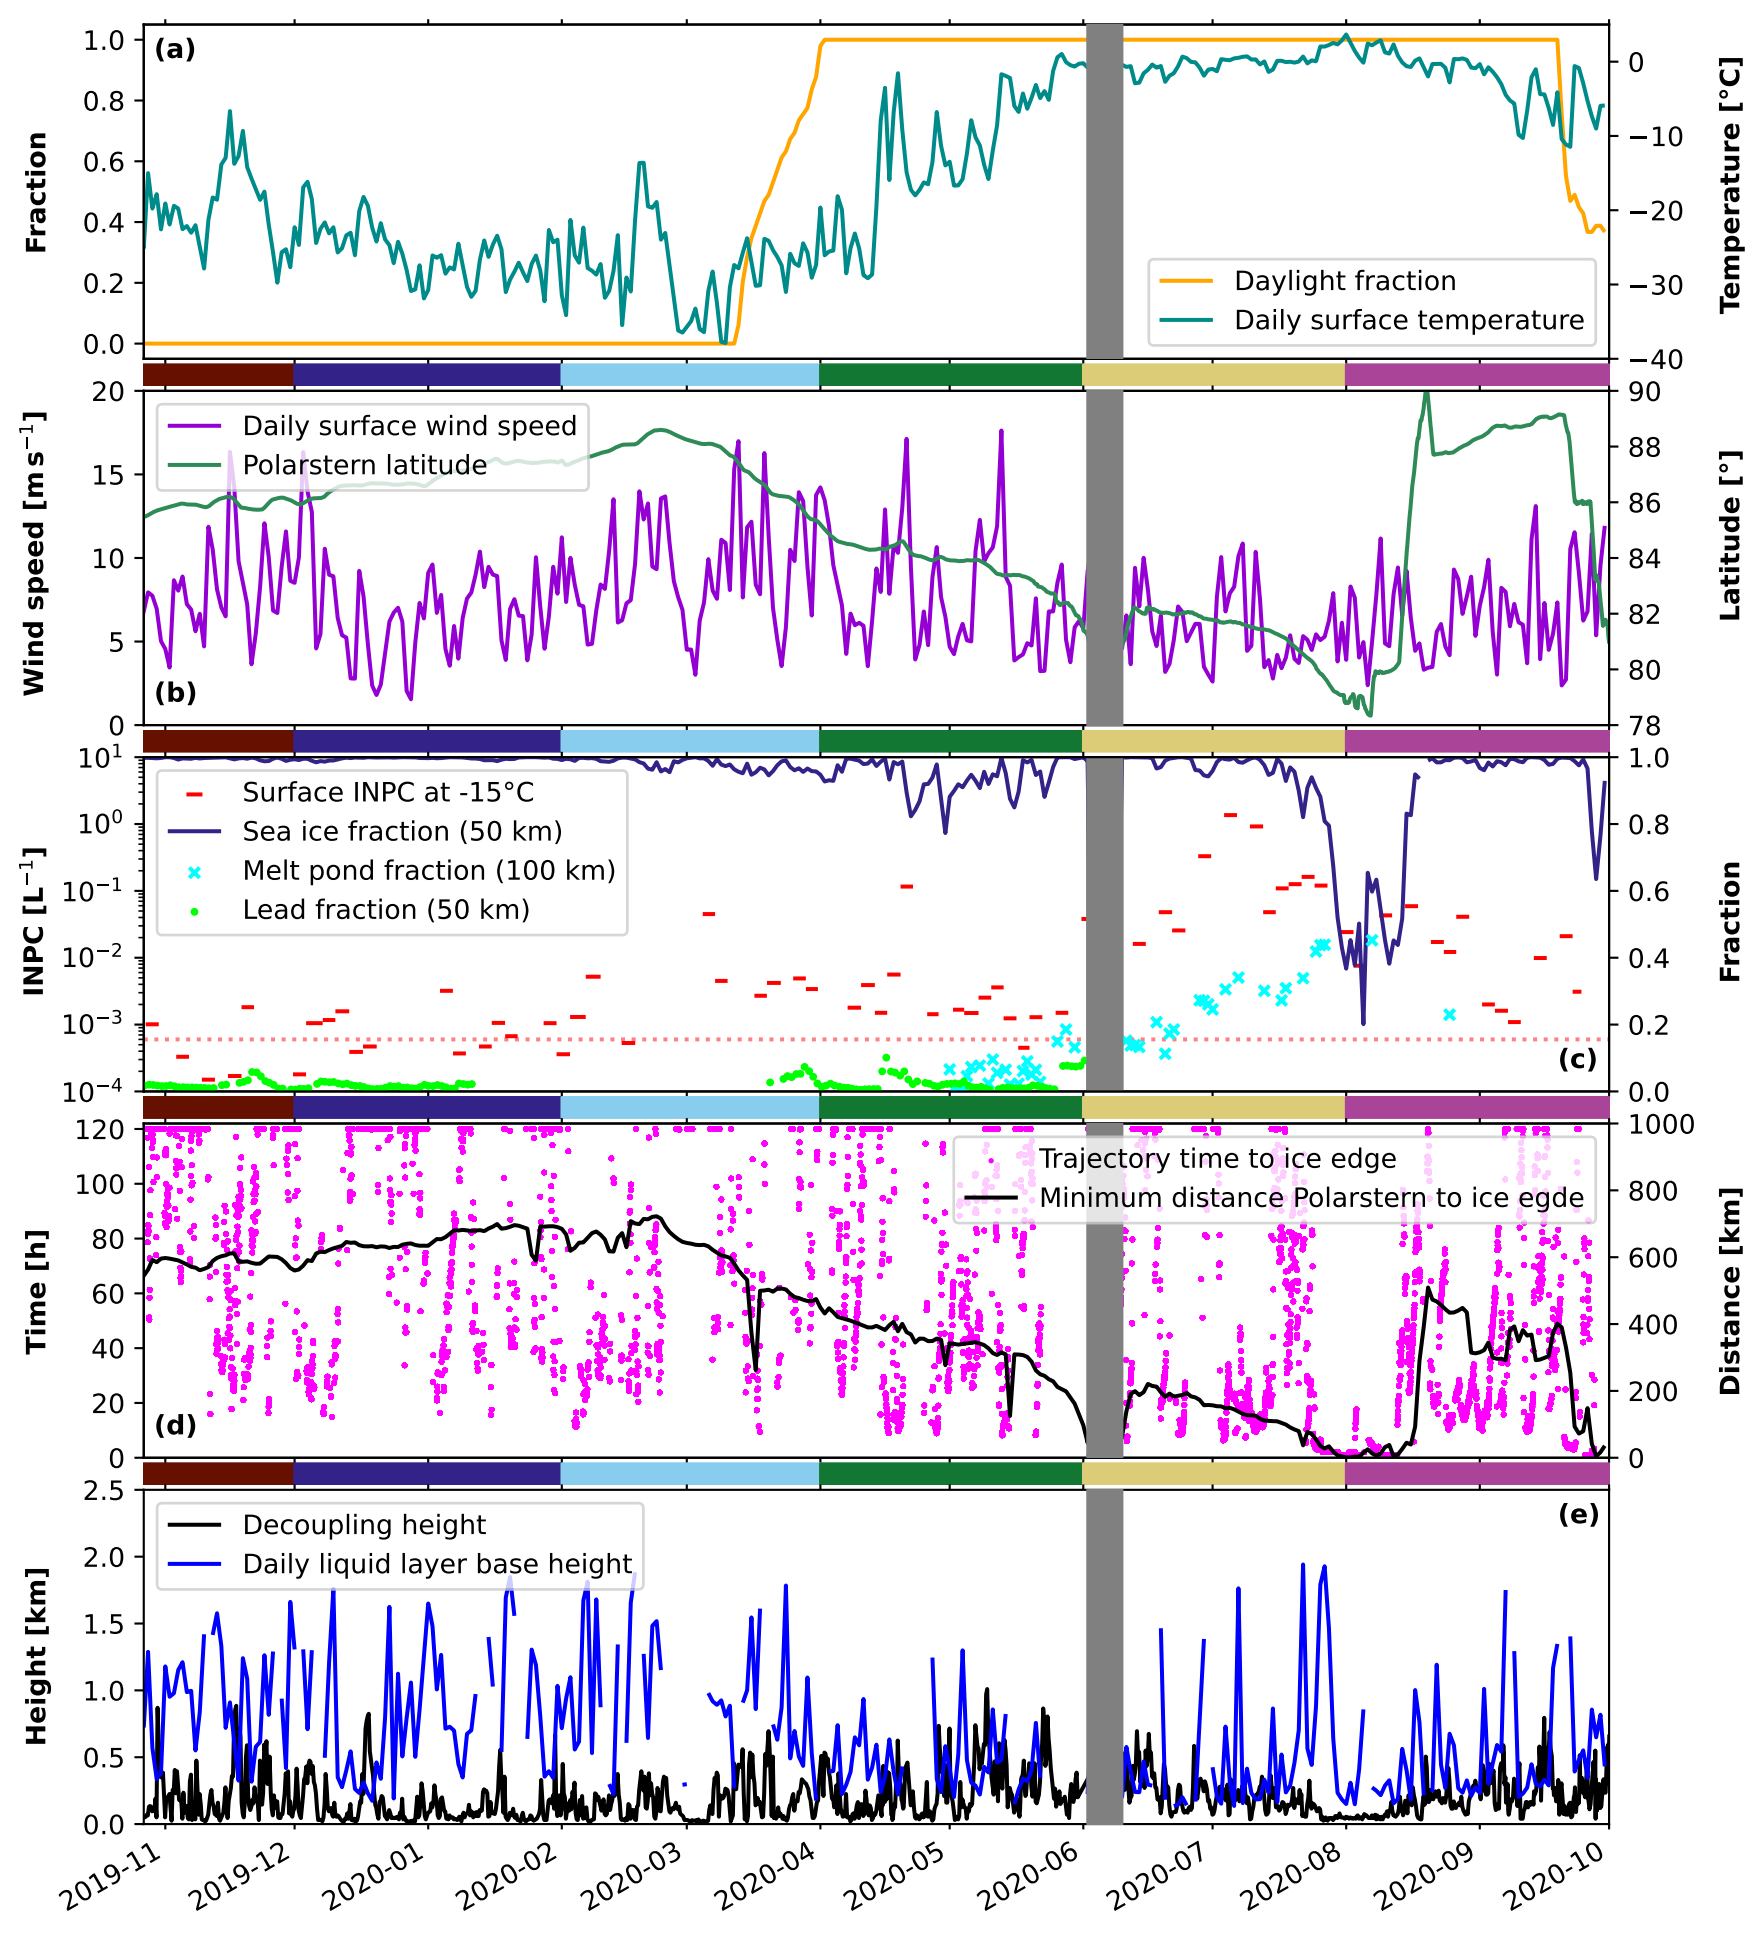 (a)
1.0
0.8
0.6
0.4
0.2
0.0
Fraction
0
−10
−20
−30
−40
Temperature [°C]
Daylight fraction
Daily surface temperature
20
15
10
5
0
Wind speed [m s⁻¹]
Daily surface wind speed
Polarstern latitude
(b)
90
88
86
84
82
80
78
Latitude [°]
10¹
10⁰
10⁻¹
10⁻²
10⁻³
10⁻⁴
INPC [L⁻¹]
Surface INPC at -15°C
Sea ice fraction (50 km)
Melt pond fraction (100 km)
Lead fraction (50 km)
(c)
1.0
0.8
0.6
0.4
0.2
0.0
Fraction
120
100
80
60
40
20
0
Time [h]
(d)
Trajectory time to ice edge
Minimum distance Polarstern to ice egde
1000
800
600
400
200
0
Distance [km]
2.5
2.0
1.5
1.0
0.5
0.0
Height [km]
Decoupling height
Daily liquid layer base height
(e)
2019-11
2019-12
2020-01
2020-02
2020-03
2020-04
2020-05
2020-06
2020-07
2020-08
2020-09
2020-10